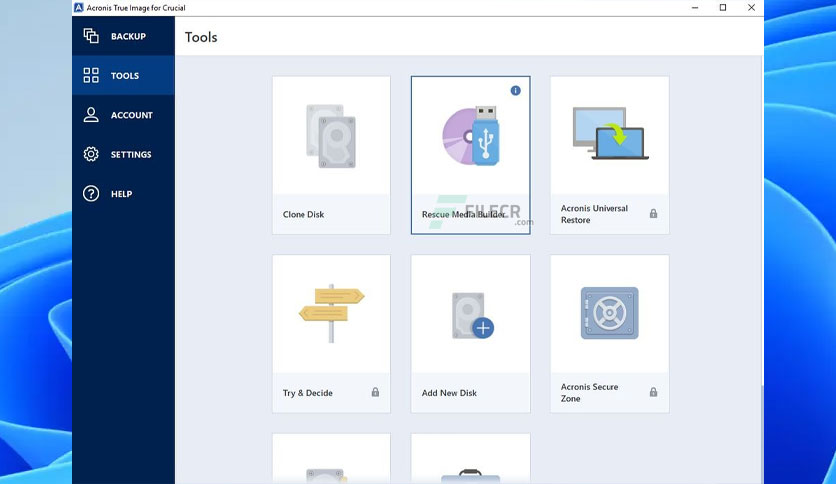 Acronis True Image for Crucial
BACKUP
Tools
TOOLS
ACCOUNT
SETTINGS
HELP
Clone Disk
Rescue Media Builder
FILECR
.com
Acronis Universal
Restore
Try & Decide
Add New Disk
Acronis Secure
Zone